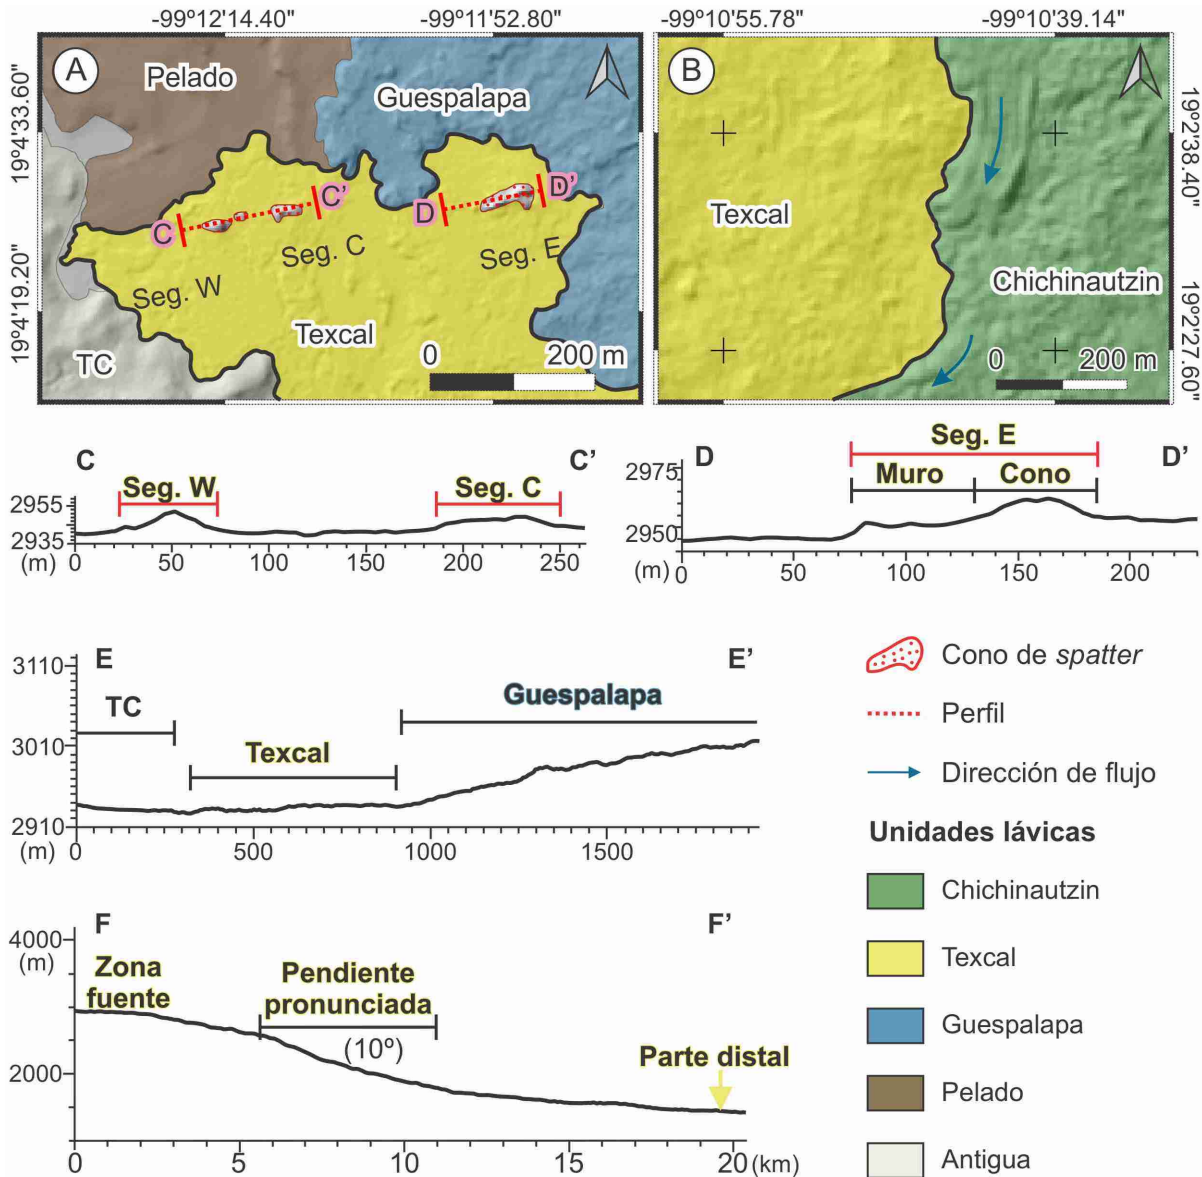 -99º12'14.40"
-99º11'52.80"
-99º10'55.78"
-99º10'39.14"
A
Pelado
Guespalapa
19º4'33.60"
C
C'
D
D'
Seg. W
Seg. C
Seg. E
19º4'19.20"
Texcal
TC
0
200 m
B
Texcal
Chichinautzin
19º2'38.40"
19º2'27.60"
0
200 m
C
C'
Seg. W
Seg. C
2955
2935
(m)
0
50
100
150
200
250
Seg. E
D
D'
Muro
Cono
2975
2950
(m)
0
50
100
150
200
E
E'
3110
3010
2910
(m)
TC
Texcal
Guespalapa
0
500
1000
1500
F
F'
4000
(m)
2000
Zona
fuente
Pendiente
pronunciada
(10º)
Parte distal
0
5
10
15
20
(km)
Cono de spatter
Perfil
Dirección de flujo
Unidades lávicas
Chichinautzin
Texcal
Guespalapa
Pelado
Antigua